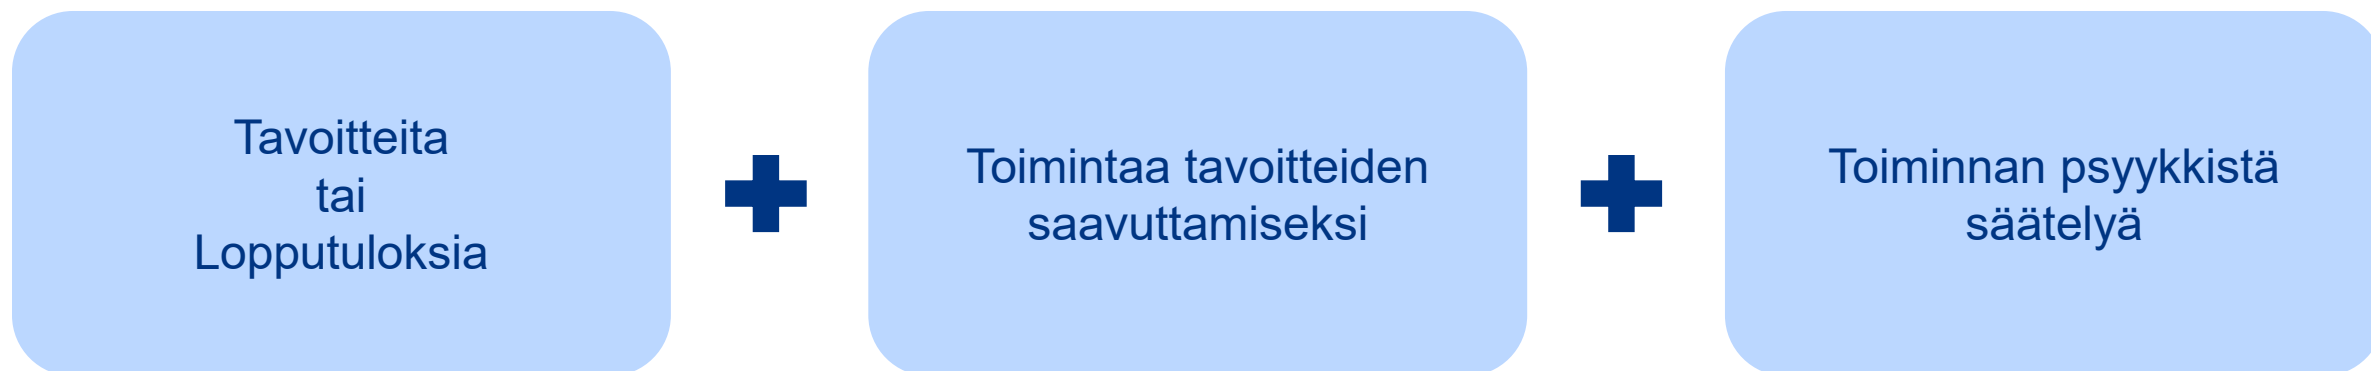 Tavoitteita
tai
Lopputuloksia
Toimintaa tavoitteiden
saavuttamiseksi
Toiminnan psyykkistä
säätelyä